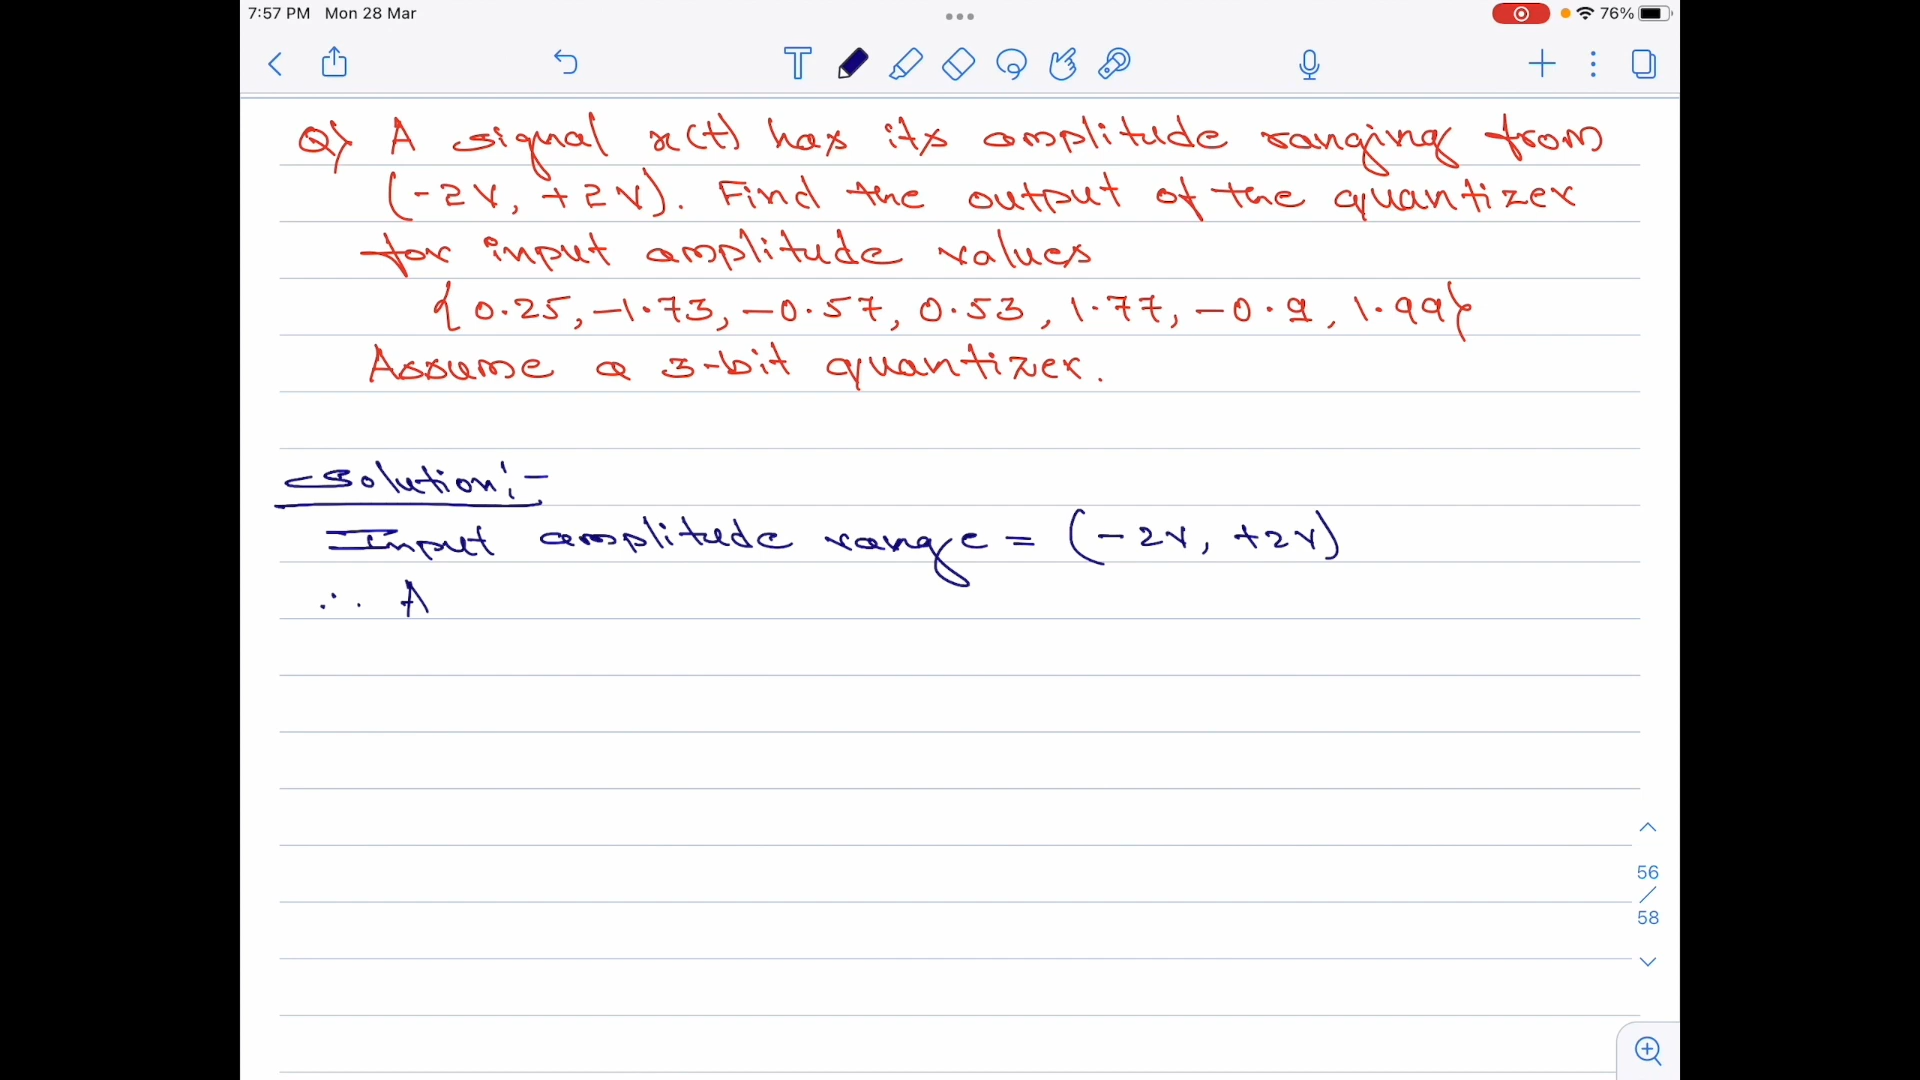 7:57 PM Mon 28 Mar
76%
Q) A signal x(t) has its amplitude ranging from
(-2V, +2V). Find the output of the quantizer
for input amplitude values
{0.25, -1.73, -0.57, 0.53, 1.77, -0.9, 1.99}
Assume a 3-bit quantizer.
Solution:-
Input amplitude range = (-2V, +2V)
∴ A
56
/
58